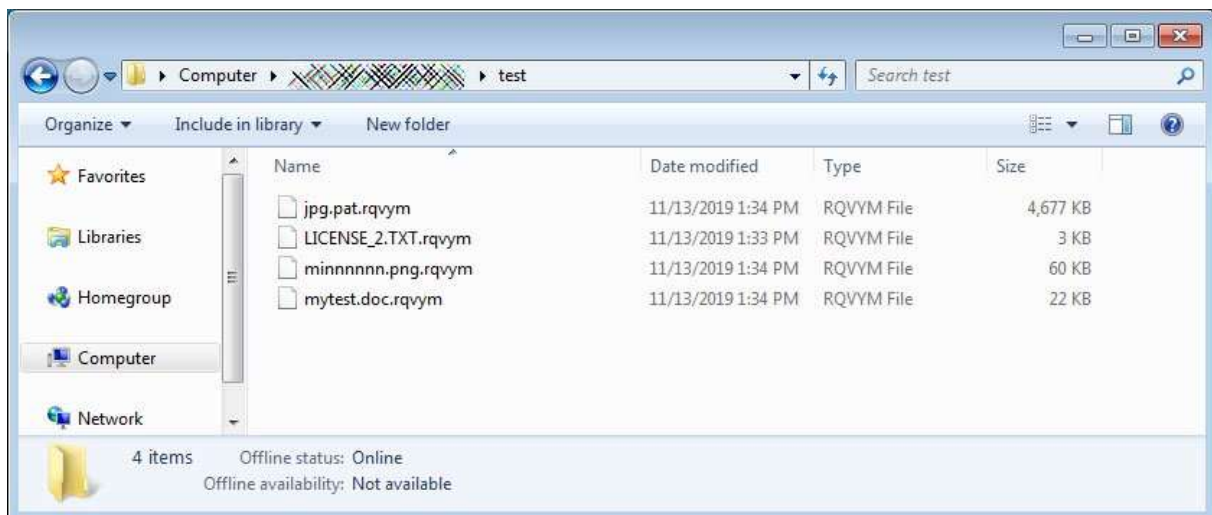 Computer test Search test
Organize Include in library New folder
Favorites
Libraries
Homegroup
Computer
Network
Name Date modified Type Size
jpg.pat.rqvym 11/13/2019 1:34 PM RQVYM File 4,677 KB
LICENSE_2.TXT.rqvym 11/13/2019 1:33 PM RQVYM File 3 KB
minnnnnn.png.rqvym 11/13/2019 1:34 PM RQVYM File 60 KB
mytest.doc.rqvym 11/13/2019 1:34 PM RQVYM File 22 KB
4 items Offline status: Online
Offline availability: Not available